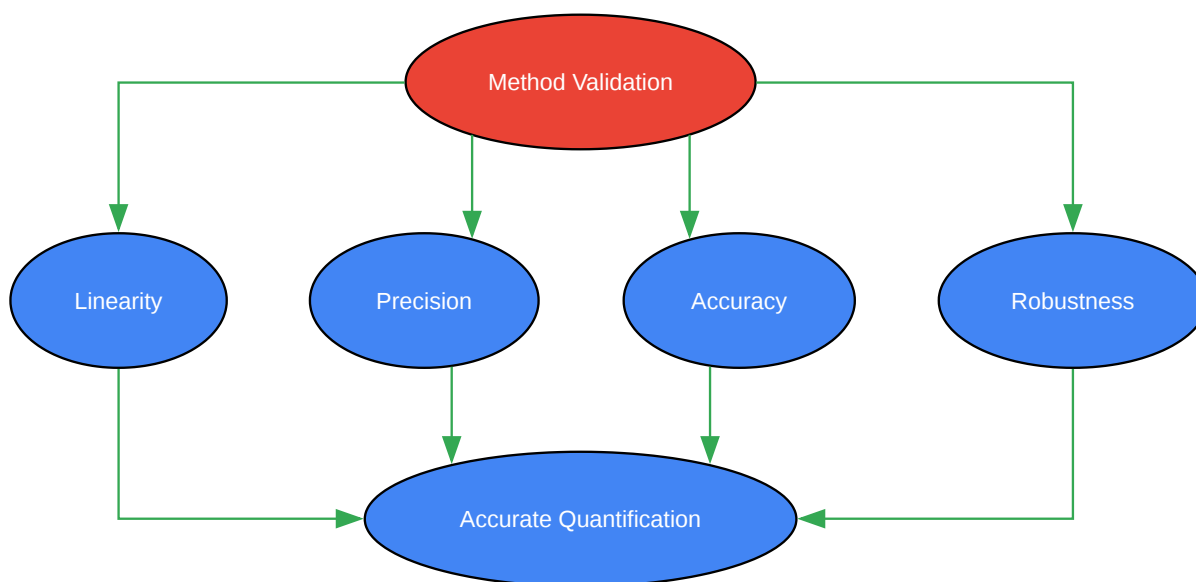 Method Validation
Linearity
Precision
Accuracy
Robustness
Accurate Quantification